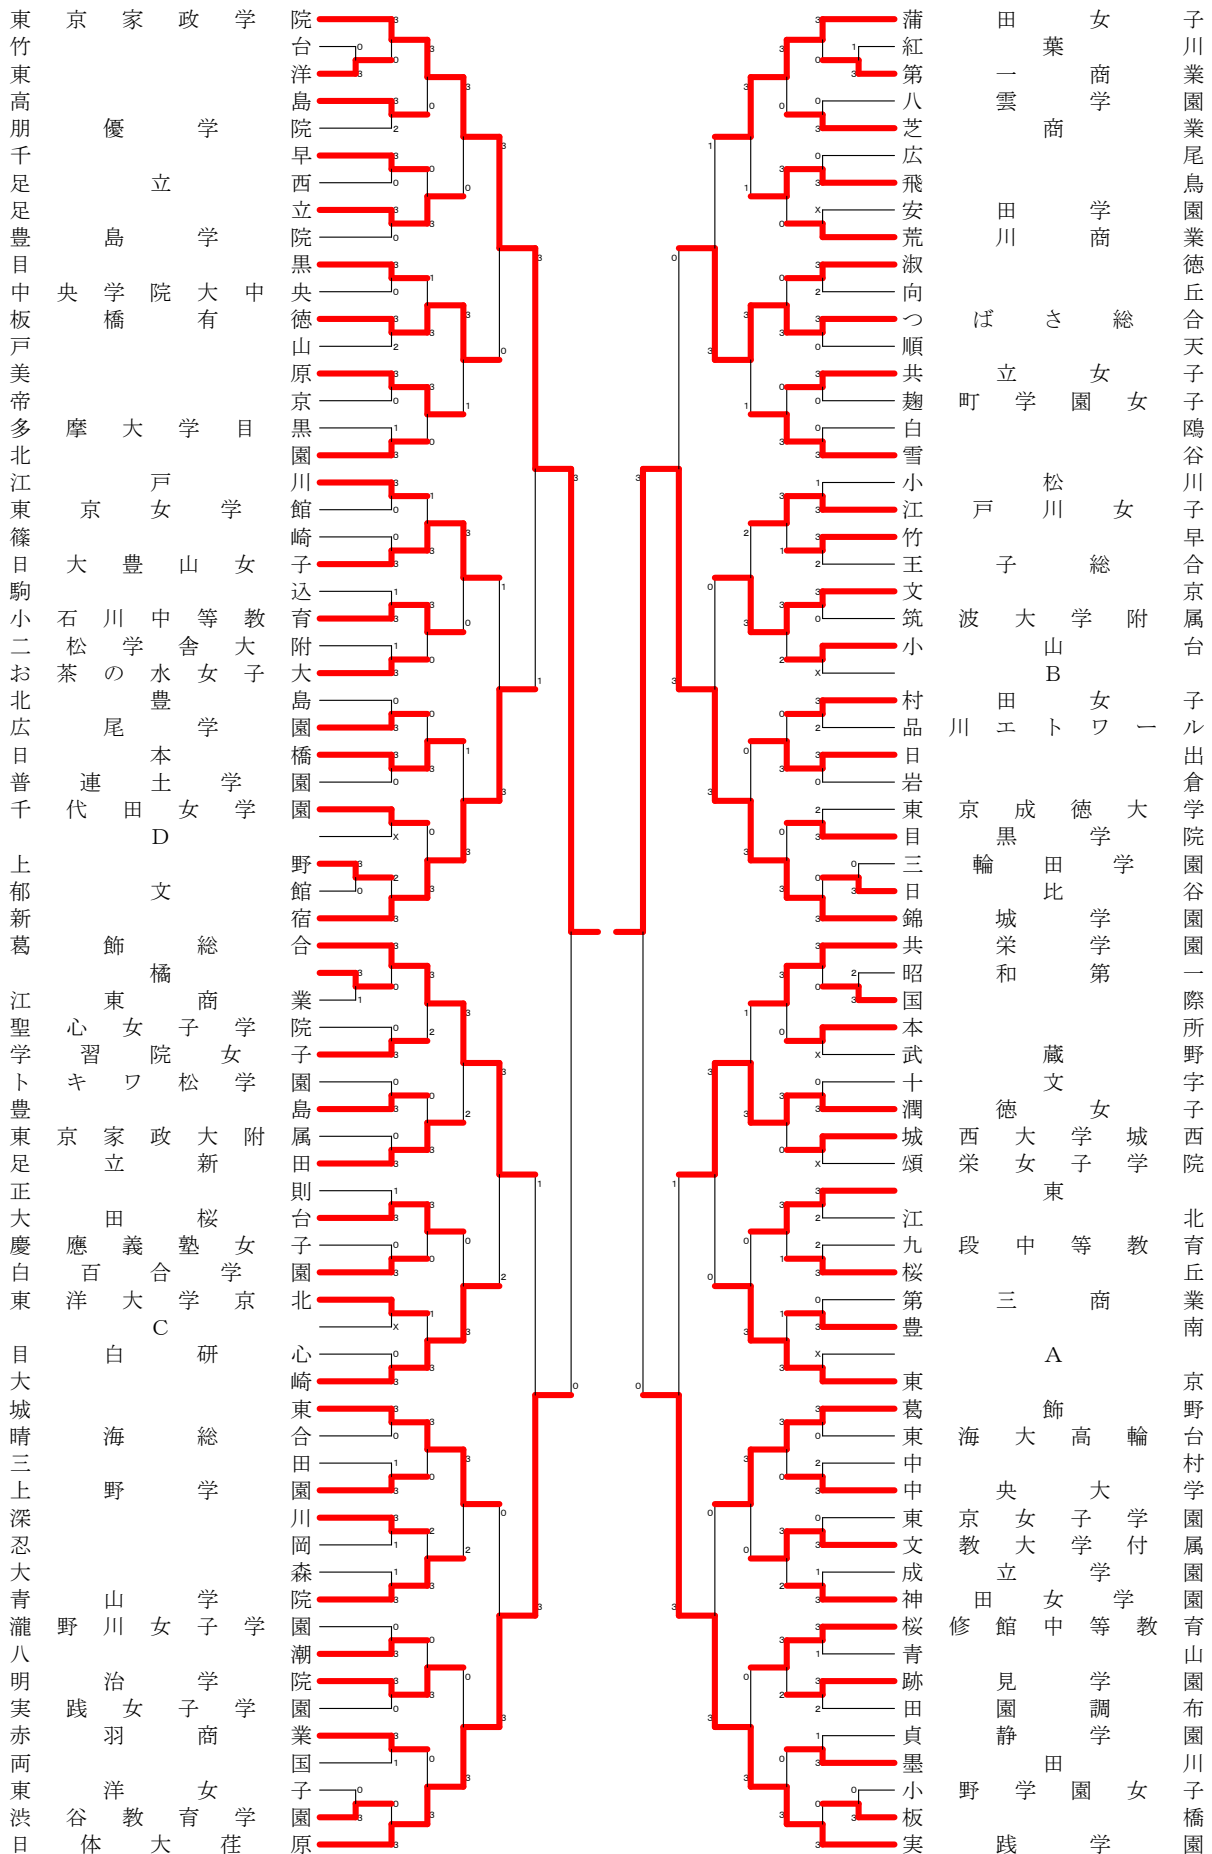 東京家政学院
竹台
東洋
高島
朋優学院
千早
足立西
足立
豊島学院
目黒
中央学院大中央
板橋有徳
戸山
美原
帝京
多摩大学目黒
北園
江戸川
東京女学館
篠崎
日大豊山女子
駒込
小石川中等教育
二松学舎大附
お茶の水女子大
北豊島
広尾学園
日本橋
普連土学園
千代田女学園
D
上野
郁文館
新宿
葛飾総合
橘
江東商業
聖心女子学院
学習院女子
トキワ松学園
豊島
東京家政大附属
足立新田
正則
大田桜台
慶應義塾女子
白百合学園
東洋大学京北
C
目白研心
大崎
城東
晴海総合
三田
上野学園
深川
忍岡
大森
青山学院
瀧野川女子学園
八潮
明治学院
実践女子学園
赤羽商業
両国
東洋女子
渋谷教育学園
日体大荏原
蒲田女子
紅葉川
第一商業
八雲学園
芝商業
広尾
飛鳥
安田学園
荒川商業
淑徳
向丘
つばさ総合
順天
共立女子
麹町学園女子
白鴎
雪谷
小松川
江戸川女子
竹早
王子総合
文京
筑波大学附属
小山台
B
村田女子
品川エトワール
日出
岩倉
東京成徳大学
目黒学院
三輪田学園
日比谷
錦城学園
共栄学園
昭和第一
国際
本所
武蔵野
十文字
潤徳女子
城西大学城西
頌栄女子学院
東
江北
九段中等教育
桜丘
第三商業
豊南
A
東京
葛飾野
東海大高輪台
中村
中央大学
東京女子学園
文教大学付属
成立学園
神田女学園
桜修館中等教育
青山
跡見学園
田園調布
貞静学園
墨田川
小野学園女子
板橋
実践学園